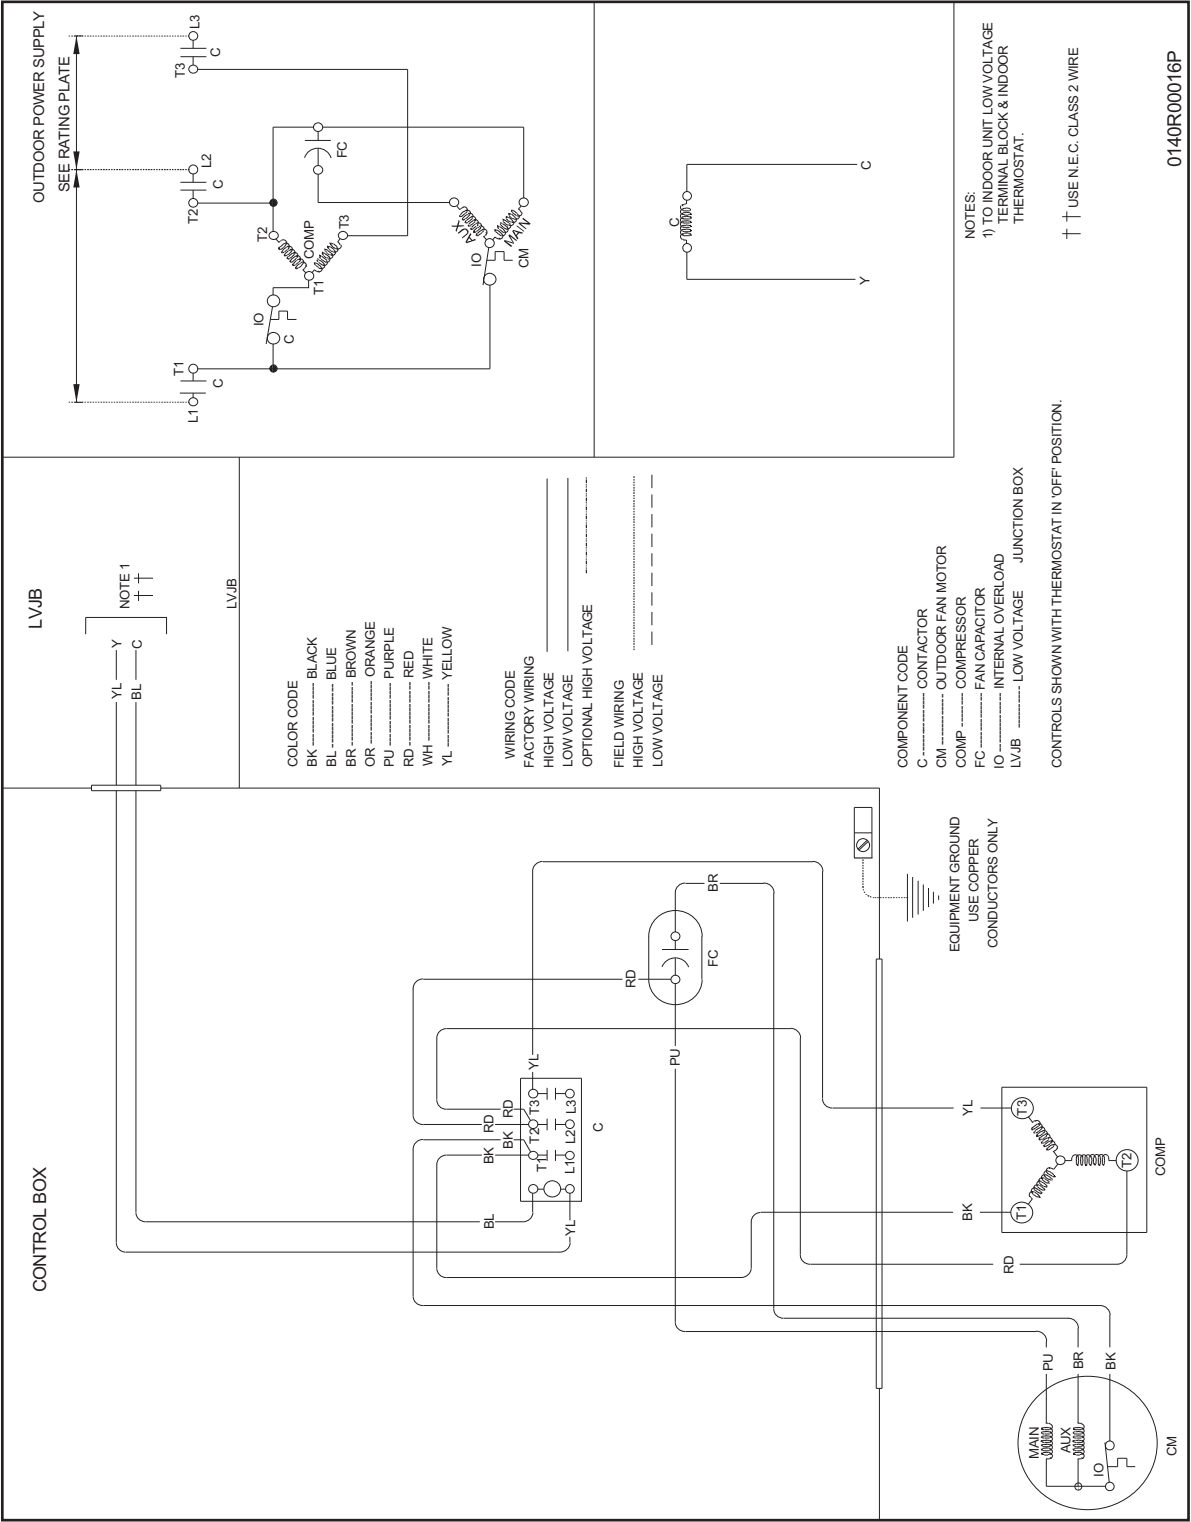 CONTROL BOX
LVJB
YL
Y
BL
C
NOTE 1
††
LVJB
BL
YL
BK
BK
RD
RD
YL
T1
T2
T3
L1
L2
L3
C
RD
BR
FC
PU
PU
BR
BK
MAIN
AUX
IO
CM
BK
YL
RD
T1
T2
T3
COMP
EQUIPMENT GROUND
USE COPPER
CONDUCTORS ONLY
COLOR CODE
BK ---------- BLACK
BL ---------- BLUE
BR ---------- BROWN
OR ---------- ORANGE
PU ---------- PURPLE
RD ---------- RED
WH ---------- WHITE
YL ---------- YELLOW
WIRING CODE
FACTORY WIRING
HIGH VOLTAGE
LOW VOLTAGE
OPTIONAL HIGH VOLTAGE
FIELD WIRING
HIGH VOLTAGE
LOW VOLTAGE
COMPONENT CODE
C ---------- CONTACTOR
CM ---------- OUTDOOR FAN MOTOR
COMP ---------- COMPRESSOR
FC ---------- FAN CAPACITOR
IO ---------- INTERNAL OVERLOAD
LVJB ---------- LOW VOLTAGE JUNCTION BOX
CONTROLS SHOWN WITH THERMOSTAT IN 'OFF' POSITION.
OUTDOOR POWER SUPPLY
SEE RATING PLATE
L1
T1
C
T2
L2
C
T3
L3
C
IO
C
T1
T2
T3
COMP
FC
IO
AUX
MAIN
CM
C
Y
C
NOTES:
1) TO INDOOR UNIT LOW VOLTAGE
TERMINAL BLOCK & INDOOR
THERMOSTAT.
†† USE N.E.C. CLASS 2 WIRE
0140R00016P